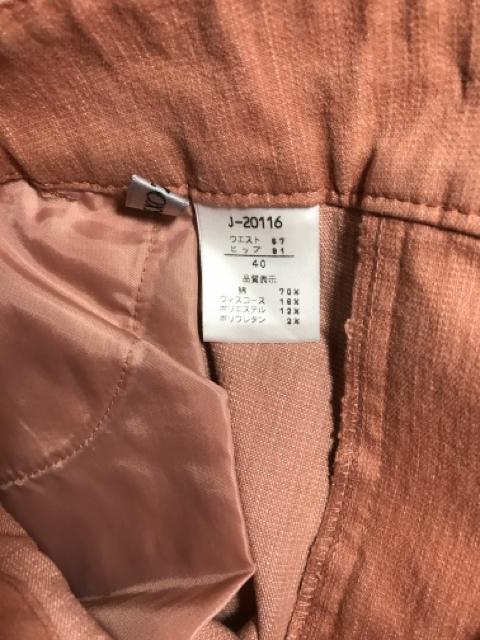 J-20116
ウエスト 67
ヒップ 91
40
品質表示
綿 70%
ヴィスコース 16%
ポリエステル 12%
ポリウレタン 2%